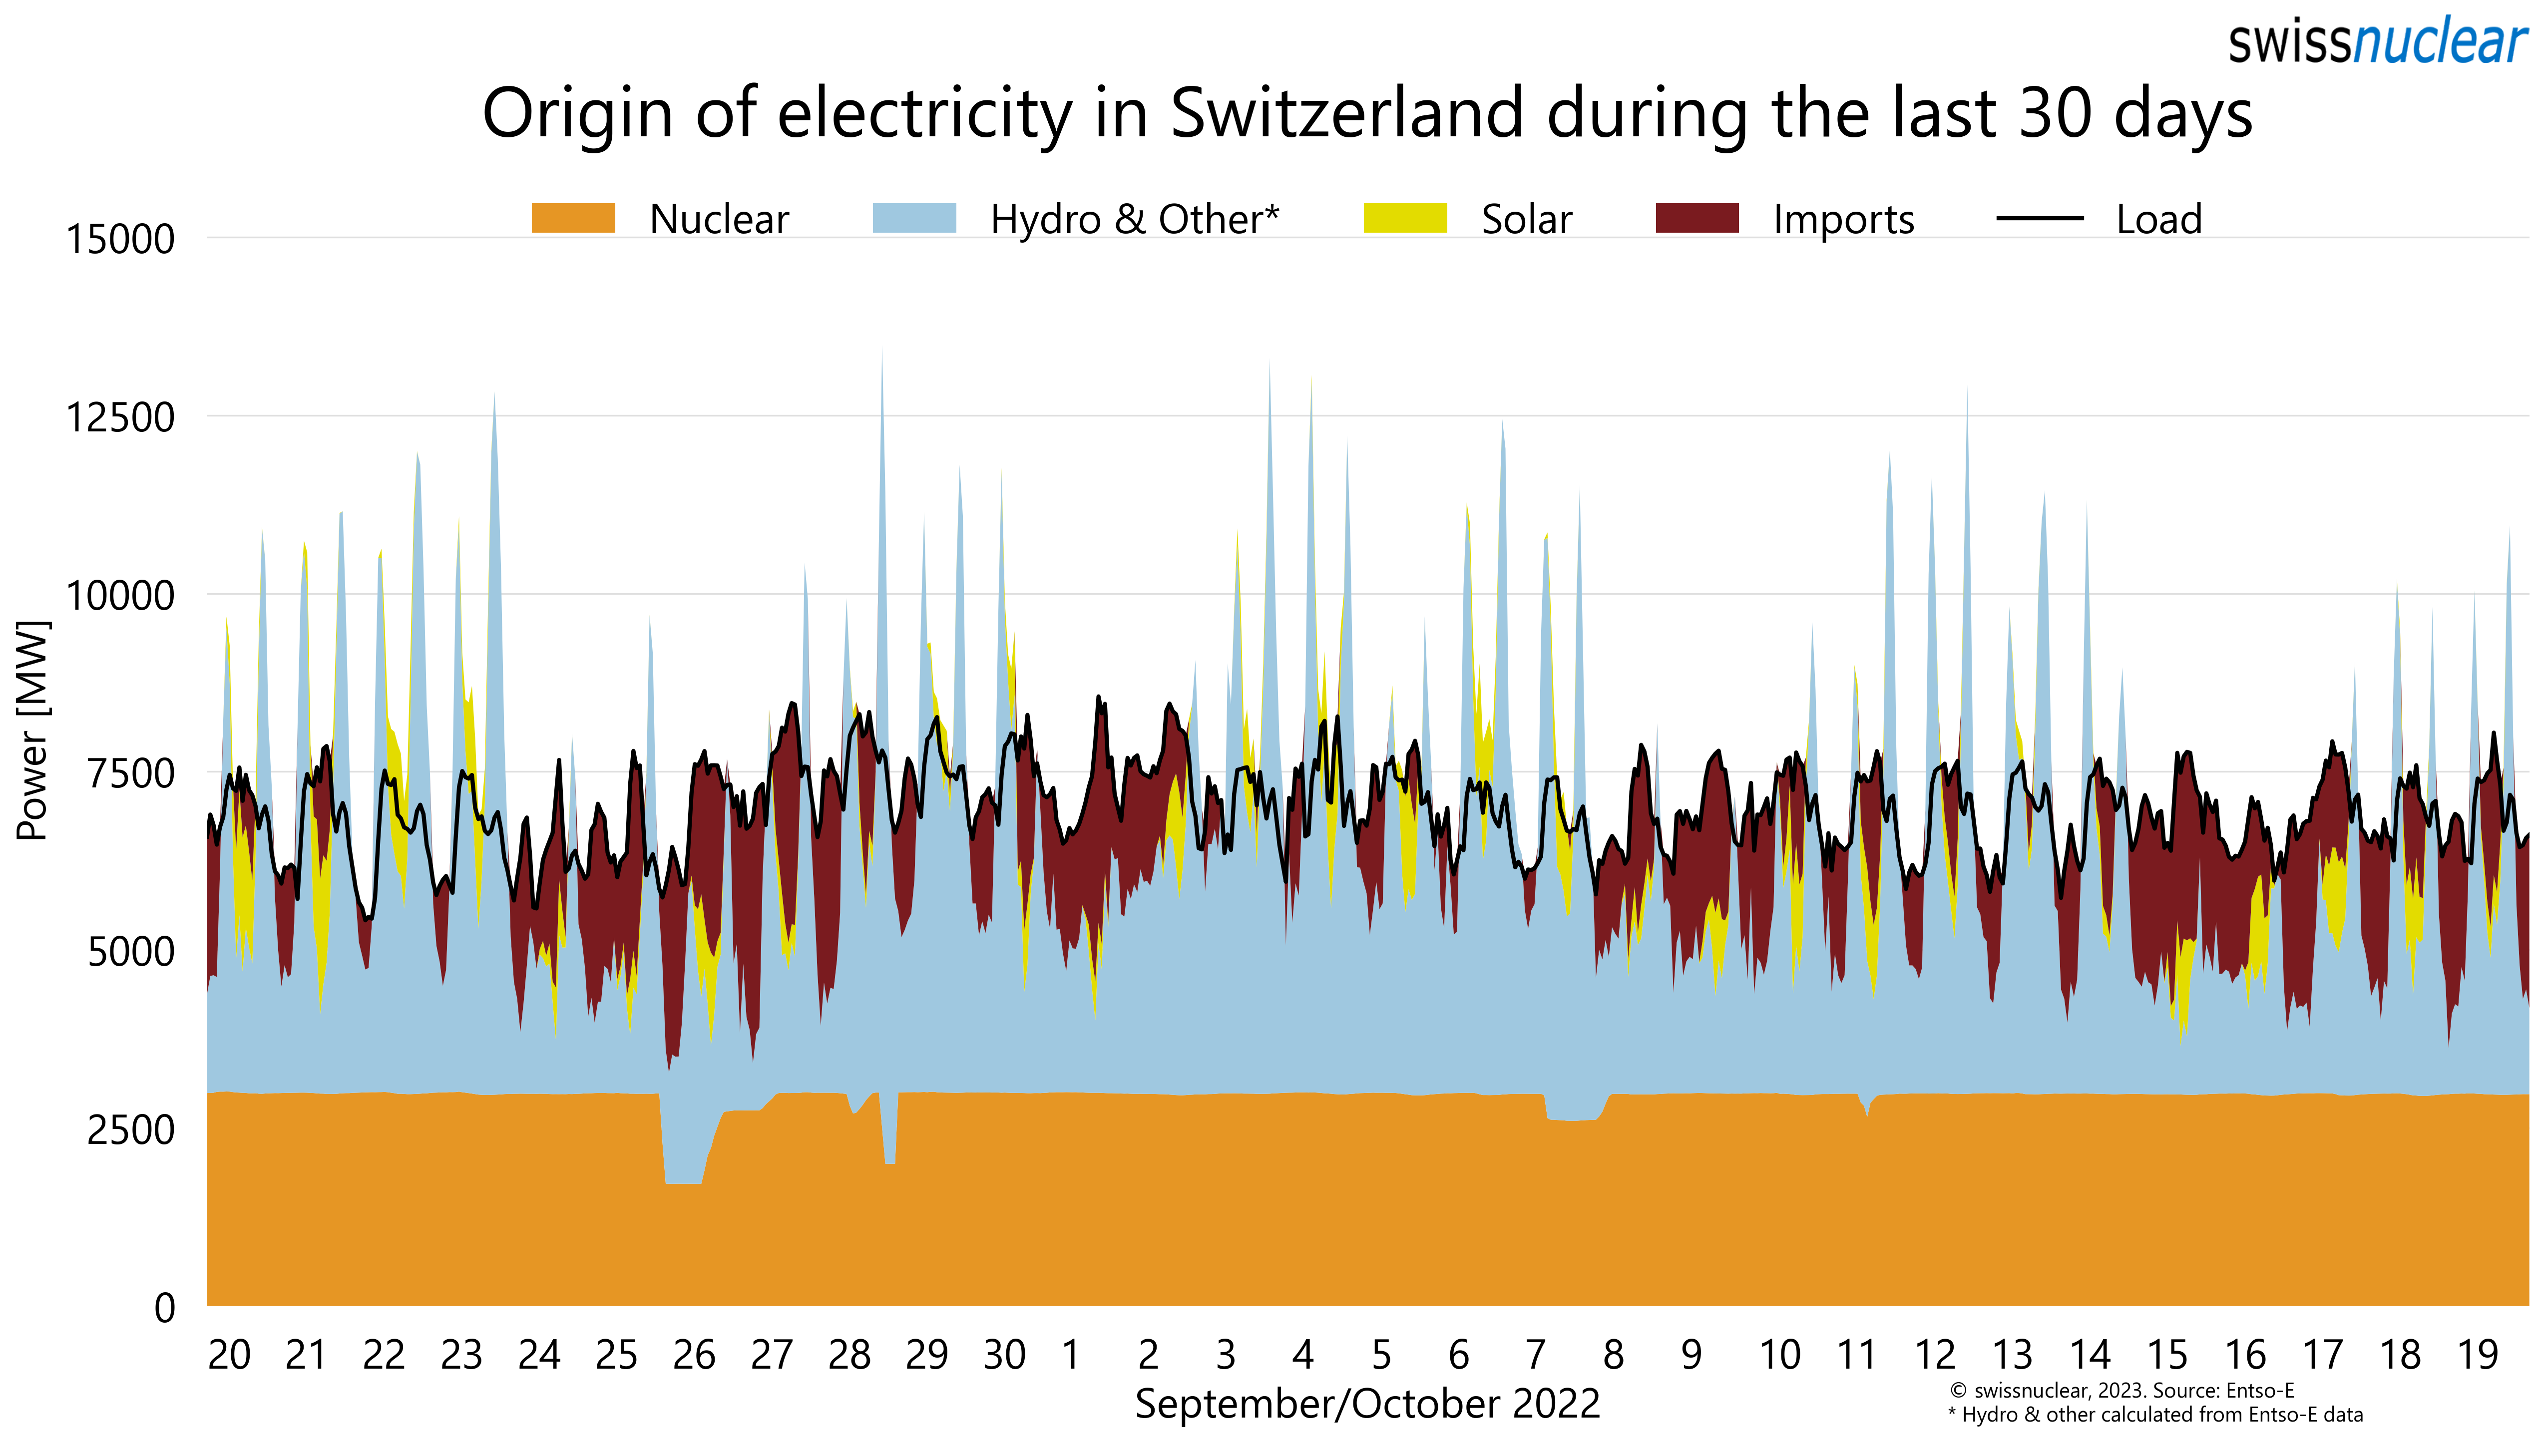 swissnuclear
Origin of electricity in Switzerland during the last 30 days
Nuclear Hydro & Other* Solar Imports Load
15000
12500
10000
7500
5000
2500
0
Power [MW]
20 21 22 23 24 25 26 27 28 29 30 1 2 3 4 5 6 7 8 9 10 11 12 13 14 15 16 17 18 19
September/October 2022
© swissnuclear, 2023. Source: Entso-E
* Hydro & other calculated from Entso-E data